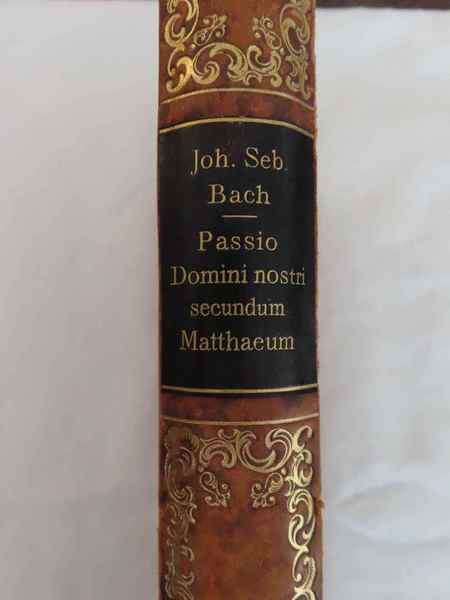 Joh. Seb.
Bach
Passio
Domini nostri
secundum
Matthaeum